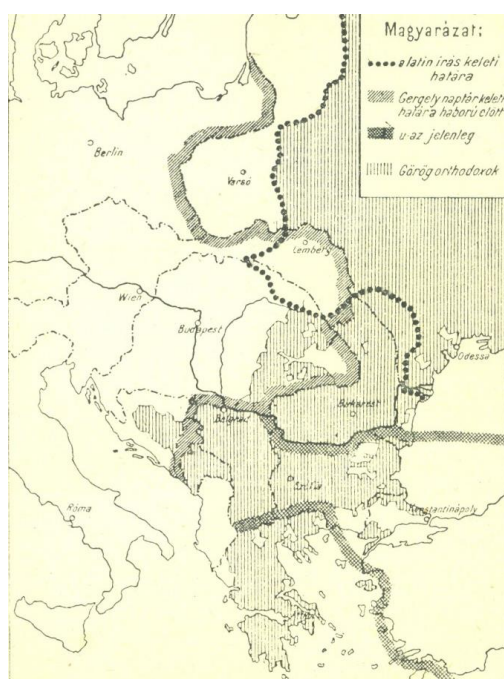 Magyarázat:
a latin írás keleti
határa
Gergely naptár keleti
határa háború előtt
u-az jelenleg
Görög orthodoxok
Berlin
Varsó
Lemberg
Wien
Budapest
Odessa
Belgrád
Bukarest
Szófia
Róma
Konstantinápoly